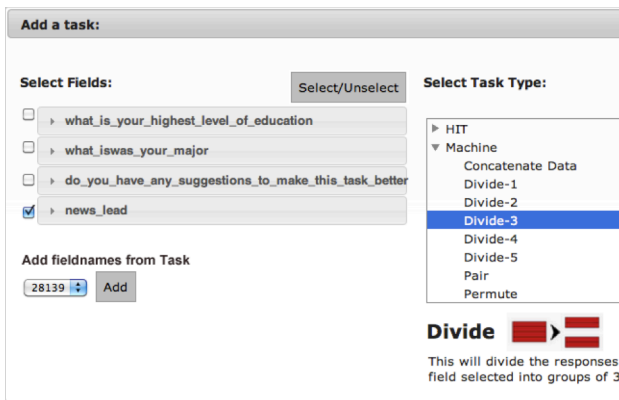 Add a task:
Select Fields:
Select/Unselect
what_is_your_highest_level_of_education
what_iswas_your_major
do_you_have_any_suggestions_to_make_this_task_better
news_lead
Add fieldnames from Task
28139
Add
Select Task Type:
HIT
Machine
Concatenate Data
Divide-1
Divide-2
Divide-3
Divide-4
Divide-5
Pair
Permute
Divide
This will divide the responses
field selected into groups of 3